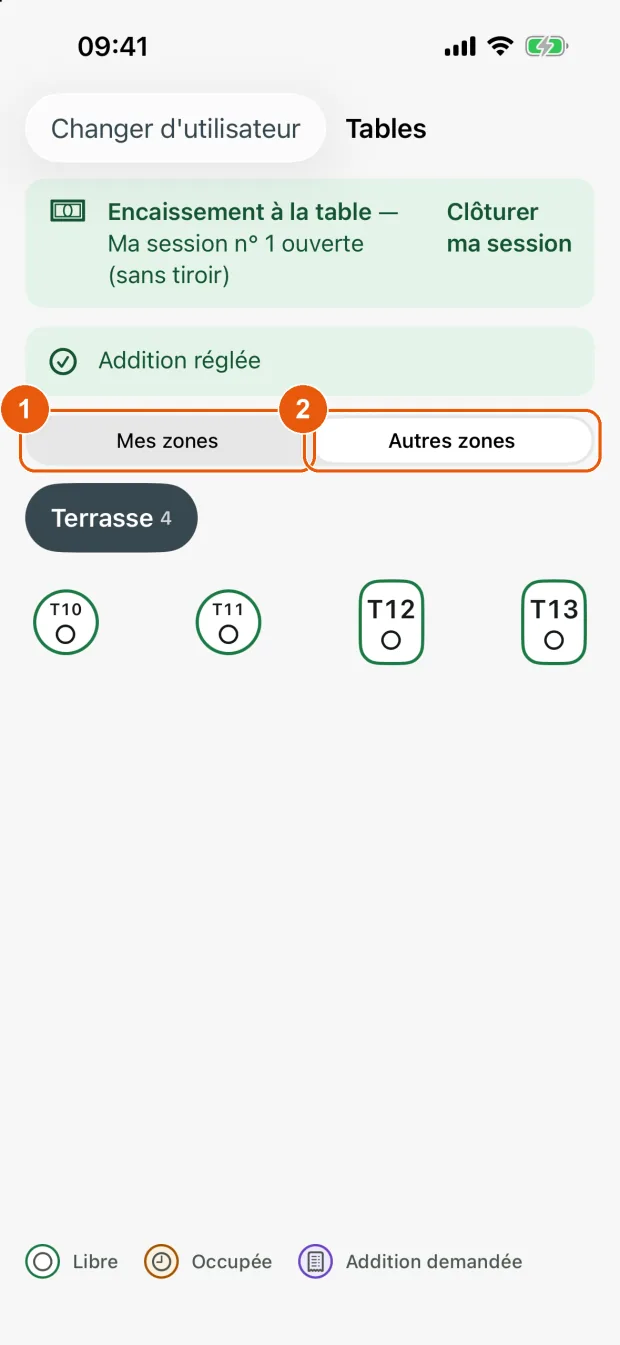 09:41
Changer d'utilisateur
Tables
Encaissement à la table —
Ma session n° 1 ouverte
(sans tiroir)
Clôturer
ma session
Addition réglée
1
2
Mes zones
Autres zones
Terrasse 4
T10
T11
T12
T13
Libre
Occupée
Addition demandée